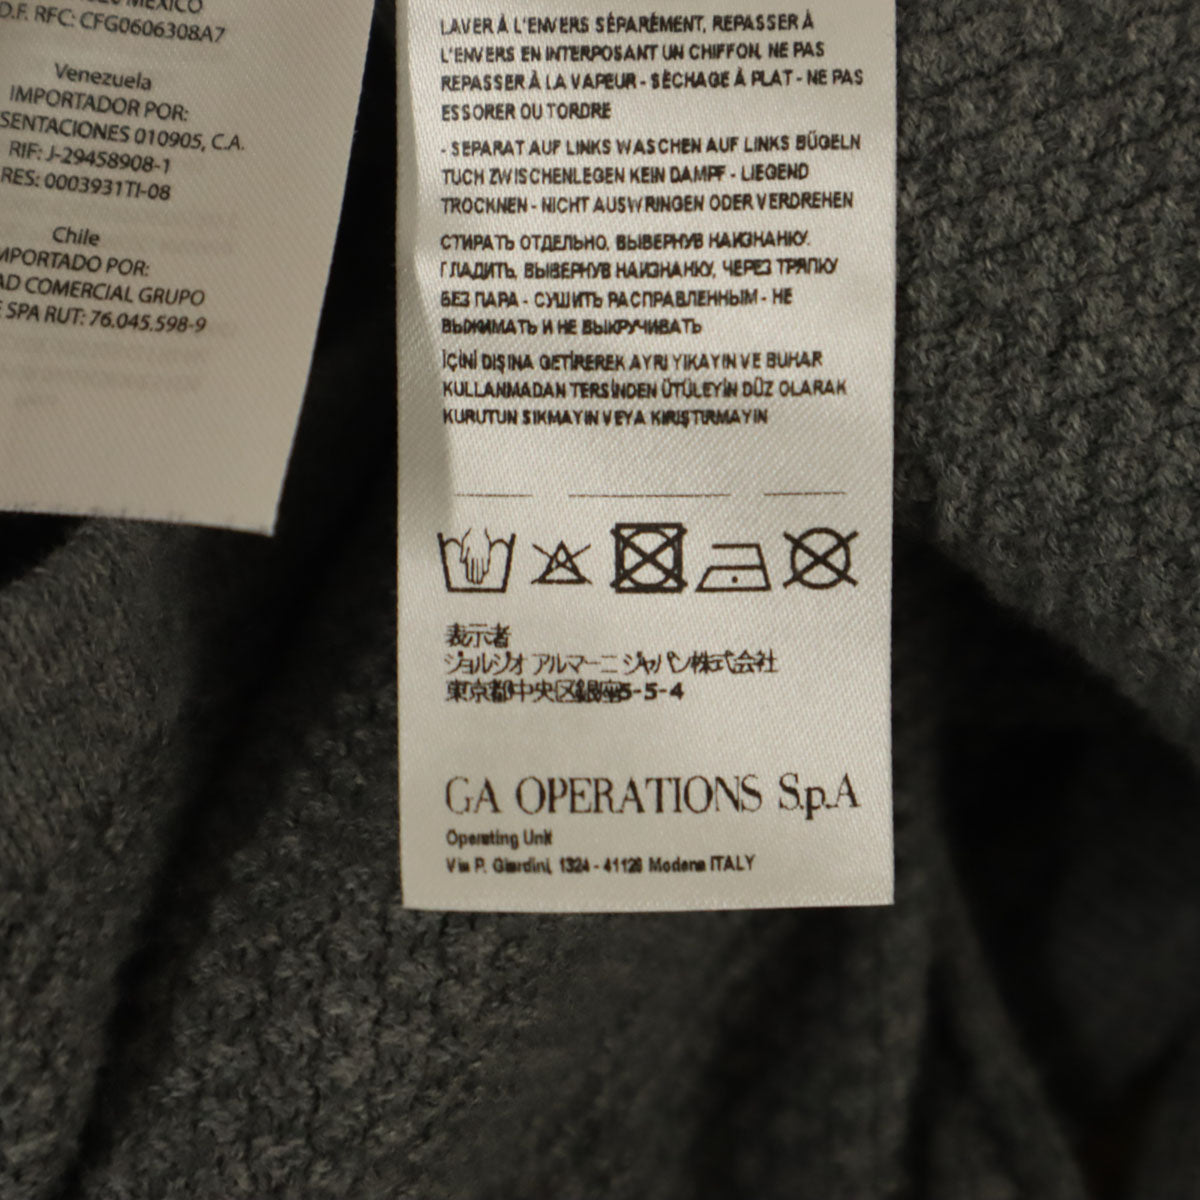 MEXICO
D.F. RFC: CFG0606308A7
Venezuela
IMPORTADOR POR:
SENTACIONES 010905, C.A.
RIF: J-29458908-1
RES: 0003931TI-08
Chile
MPORTADO POR:
AD COMERCIAL GRUPO
E SPA RUT: 76.045.598-9
LAVER À L'ENVERS SÉPARÉMENT, REPASSER À
L'ENVERS EN INTERPOSANT UN CHIFFON, NE PAS
REPASSER À LA VAPEUR - SÈCHAGE À PLAT - NE PAS
ESSORER OU TORDRE
- SEPARAT AUF LINKS WASCHEN AUF LINKS BÜGELN
TUCH ZWISCHENLEGEN KEIN DAMPF - LIEGEND
TROCKNEN - NICHT AUSWRINGEN ODER VERDREHEN
СТИРАТЬ ОТДЕЛЬНО, ВЫВЕРНУВ НАИЗНАНКУ.
ГЛАДИТЬ, ВЫВЕРНУВ НАИЗНАНКУ, ЧЕРЕЗ ТРЯПКУ
БЕЗ ПАРА - СУШИТЬ РАСПРАВЛЕННЫМ - НЕ
ВЫЖИМАТЬ И НЕ ВЫКРУЧИВАТЬ
İÇİNİ DIŞINA GETİREREK AYRI YIKAYIN VE BUHAR
KULLANMADAN TERSİNDEN ÜTÜLEYİN DÜZ OLARAK
KURUTUN SIKMAYIN VEYA KIRIŞTIRMAYIN
表示者
ジョルジオ アルマーニ ジャパン株式会社
東京都中央区銀座5-5-4
GA OPERATIONS S.p.A
Operating Unit
Via P. Giardini, 1324 - 41126 Modena ITALY